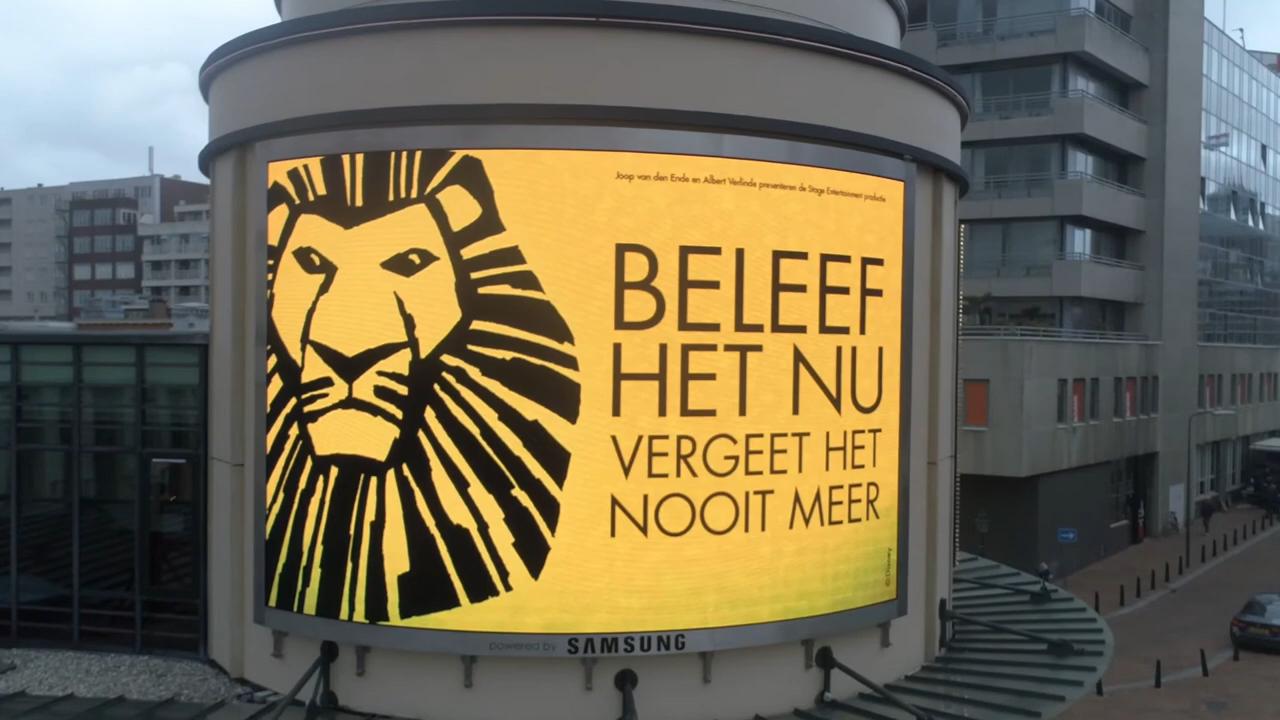 Joop van den Ende en Albert Verlinde presenteren de Stage Entertainment productie
BELEEF
HET NU
VERGEET HET
NOOIT MEER
©Disney
powered by SAMSUNG